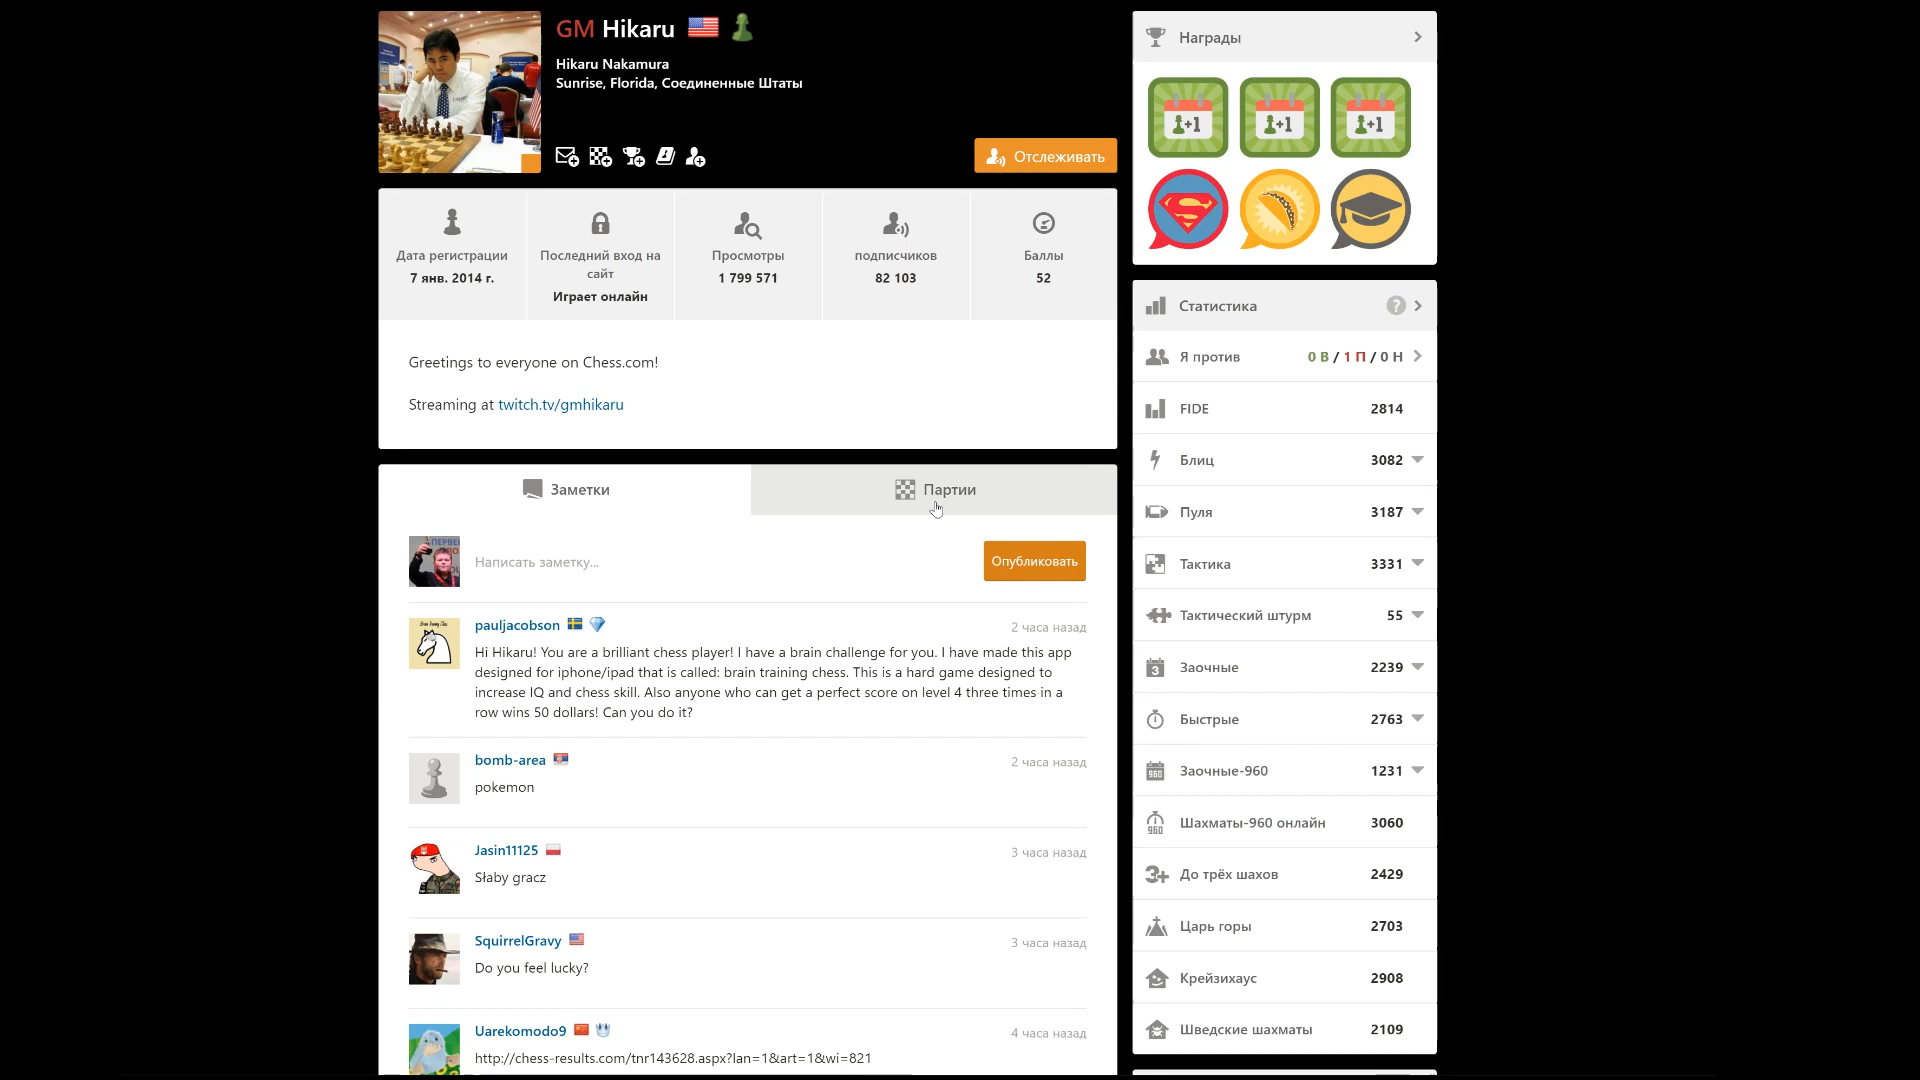 GM Hikaru
Hikaru Nakamura
Sunrise, Florida, Соединенные Штаты
Отслеживать
Дата регистрации
7 янв. 2014 г.
Последний вход на
сайт
Играет онлайн
Просмотры
1 799 571
подписчиков
82 103
Баллы
52
Greetings to everyone on Chess.com!
Streaming at twitch.tv/gmhikaru
Заметки
Партии
Написать заметку...
Опубликовать
pauljacobson
2 часа назад
Hi Hikaru! You are a brilliant chess player! I have a brain challenge for you. I have made this app
designed for iphone/ipad that is called: brain training chess. This is a hard game designed to
increase IQ and chess skill. Also anyone who can get a perfect score on level 4 three times in a
row wins 50 dollars! Can you do it?
bomb-area
2 часа назад
pokemon
Jasin11125
3 часа назад
Słaby gracz
SquirrelGravy
3 часа назад
Do you feel lucky?
Uarekomodo9
4 часа назад
http://chess-results.com/tnr143628.aspx?lan=1&art=1&wi=821
Награды
+1
+1
+1
Статистика ?
Я против 0 В / 1 П / 0 Н
FIDE 2814
Блиц 3082
Пуля 3187
Тактика 3331
Тактический штурм 55
3 Заочные 2239
Быстрые 2763
960 Заочные-960 1231
960 Шахматы-960 онлайн 3060
3+ До трёх шахов 2429
Царь горы 2703
Крейзихаус 2908
Шведские шахматы 2109